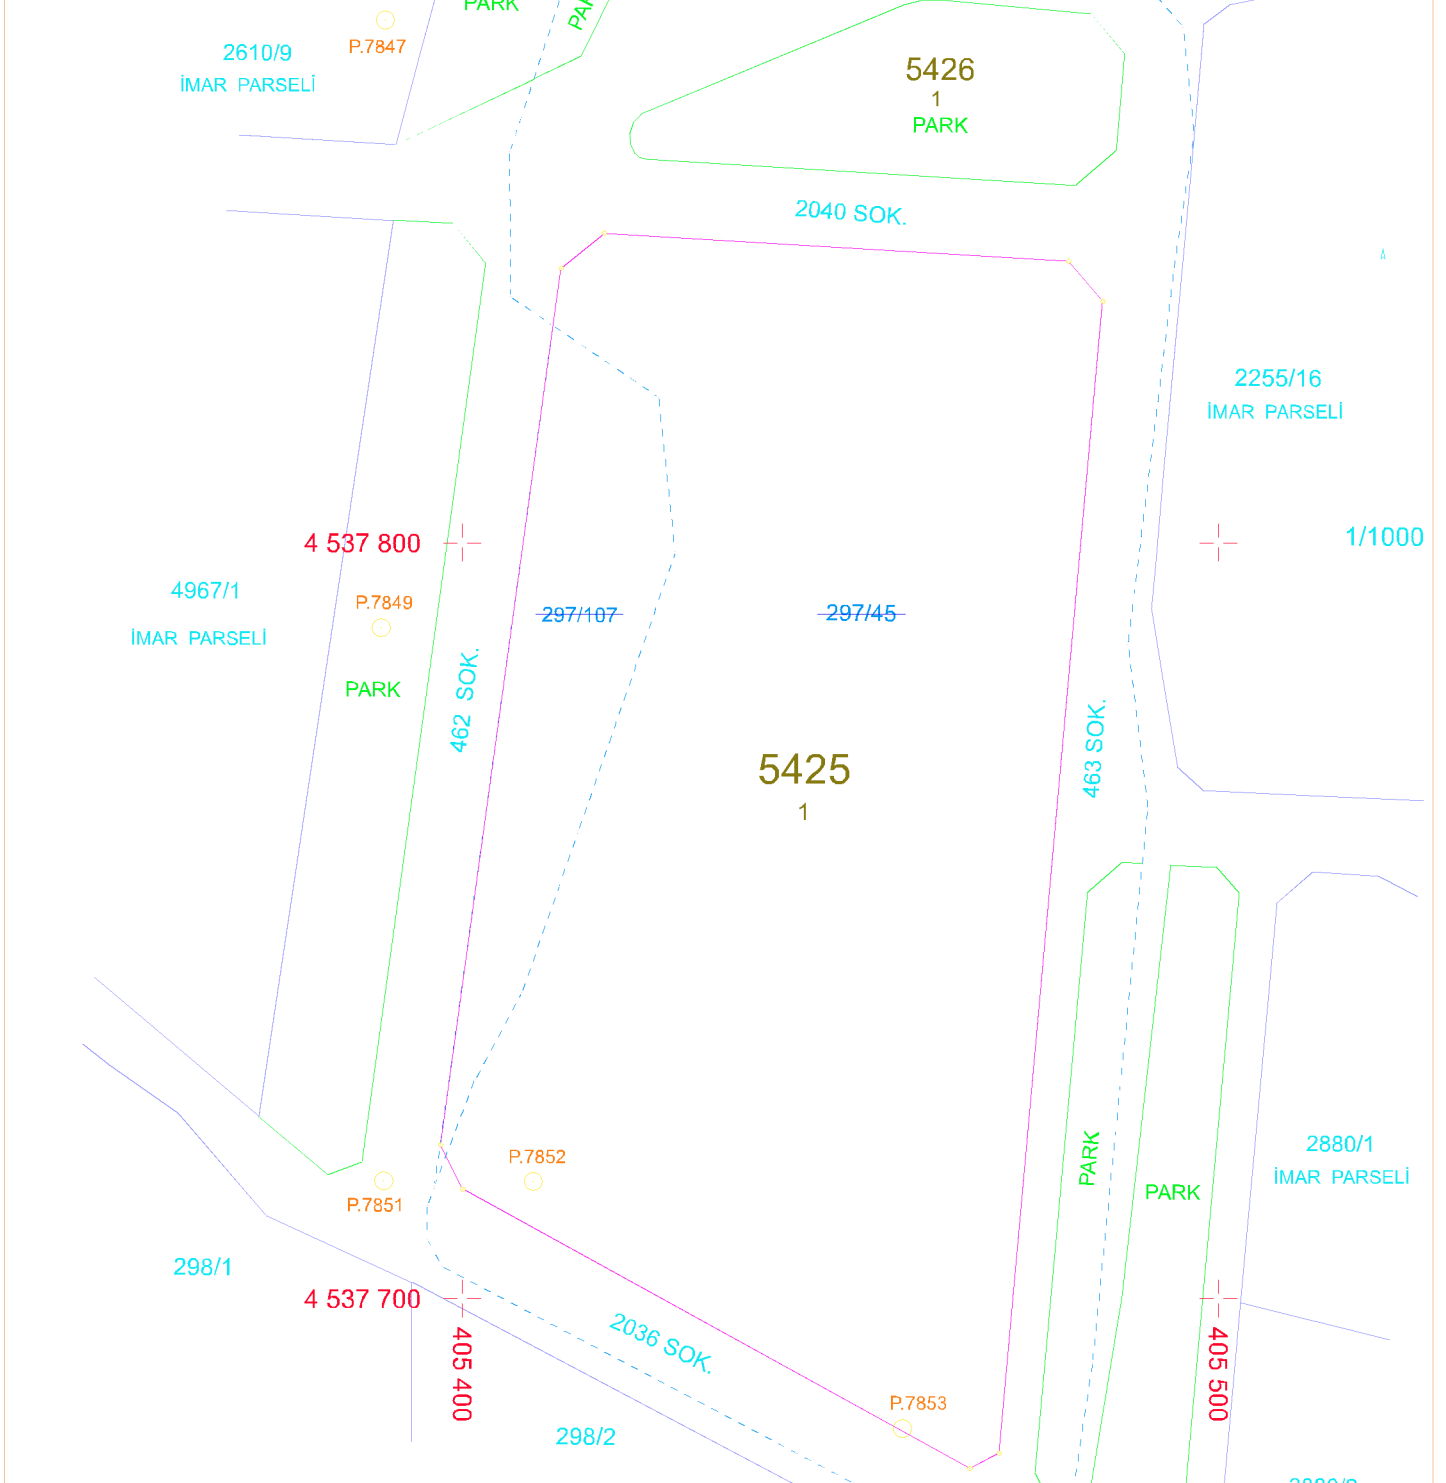 PARK
PAR
P.7847
2610/9
İMAR PARSELİ
5426
1
PARK
2040 SOK.
2255/16
İMAR PARSELİ
4 537 800
1/1000
4967/1
İMAR PARSELİ
P.7849
PARK
297/107
297/45
462 SOK.
463 SOK.
5425
1
P.7852
P.7851
PARK
PARK
2880/1
İMAR PARSELİ
298/1
4 537 700
405 400
2036 SOK.
405 500
P.7853
298/2